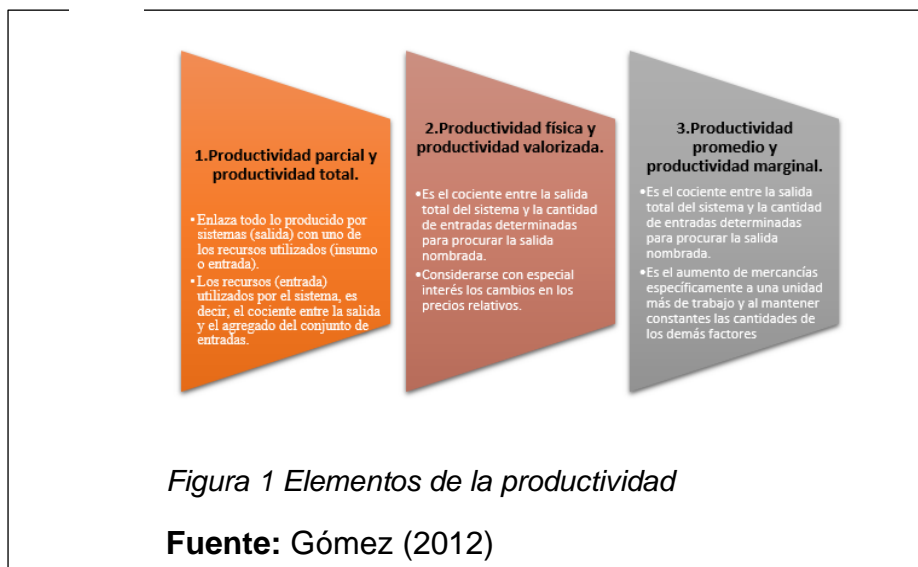 1.Productividad parcial y
productividad total.
•Enlaza todo lo producido por
sistemas (salida) con uno de
los recursos utilizados (insumo
o entrada).
•Los recursos (entrada)
utilizados por el sistema, es
decir, el cociente entre la salida
y el agregado del conjunto de
entradas.
2.Productividad física y
productividad valorizada.
•Es el cociente entre la salida
total del sistema y la cantidad
de entradas determinadas
para procurar la salida
nombrada.
•Considerarse con especial
interés los cambios en los
precios relativos.
3.Productividad
promedio y
productividad marginal.
•Es el cociente entre la salida
total del sistema y la cantidad
de entradas determinadas
para procurar la salida
nombrada.
•Es el aumento de mercancías
específicamente a una unidad
más de trabajo y al mantener
constantes las cantidades de
los demás factores
Figura 1 Elementos de la productividad
Fuente: Gómez (2012)